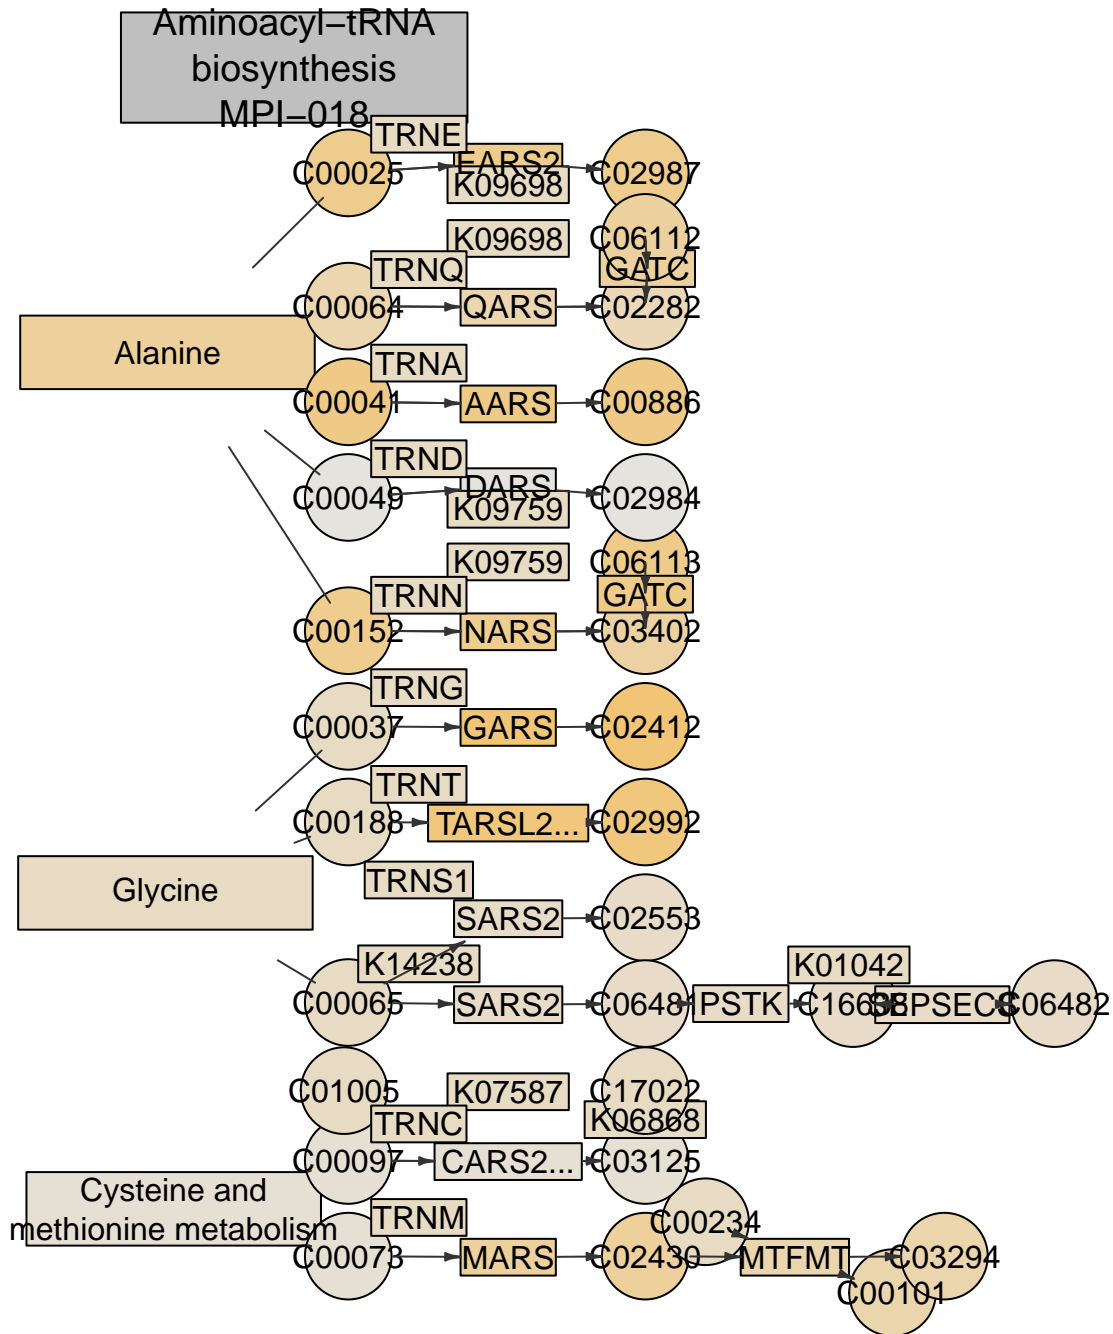 Aminoacyl−tRNA
biosynthesis
MPI−018
TRNE
C00025
EARS2
K09698
C02987
K09698
C06112
TRNQ
GATC
C00064
QARS
C02282
Alanine
TRNA
C00041
AARS
C00886
TRND
C00049
DARS
K09759
C02984
K09759
C06113
TRNN
GATC
C00152
NARS
C03402
TRNG
C00037
GARS
C02412
TRNT
C00188
TARSL2...
C02992
Glycine
TRNS1
SARS2
C02553
K14238
K01042
C00065
SARS2
C06481
PSTK
C16638
SEPSECS
C06482
C01005
K07587
C17022
TRNC
K06868
C00097
CARS2...
C03125
Cysteine and
methionine metabolism
TRNM
C00234
C00073
MARS
C02430
MTFMT
C03294
C00101